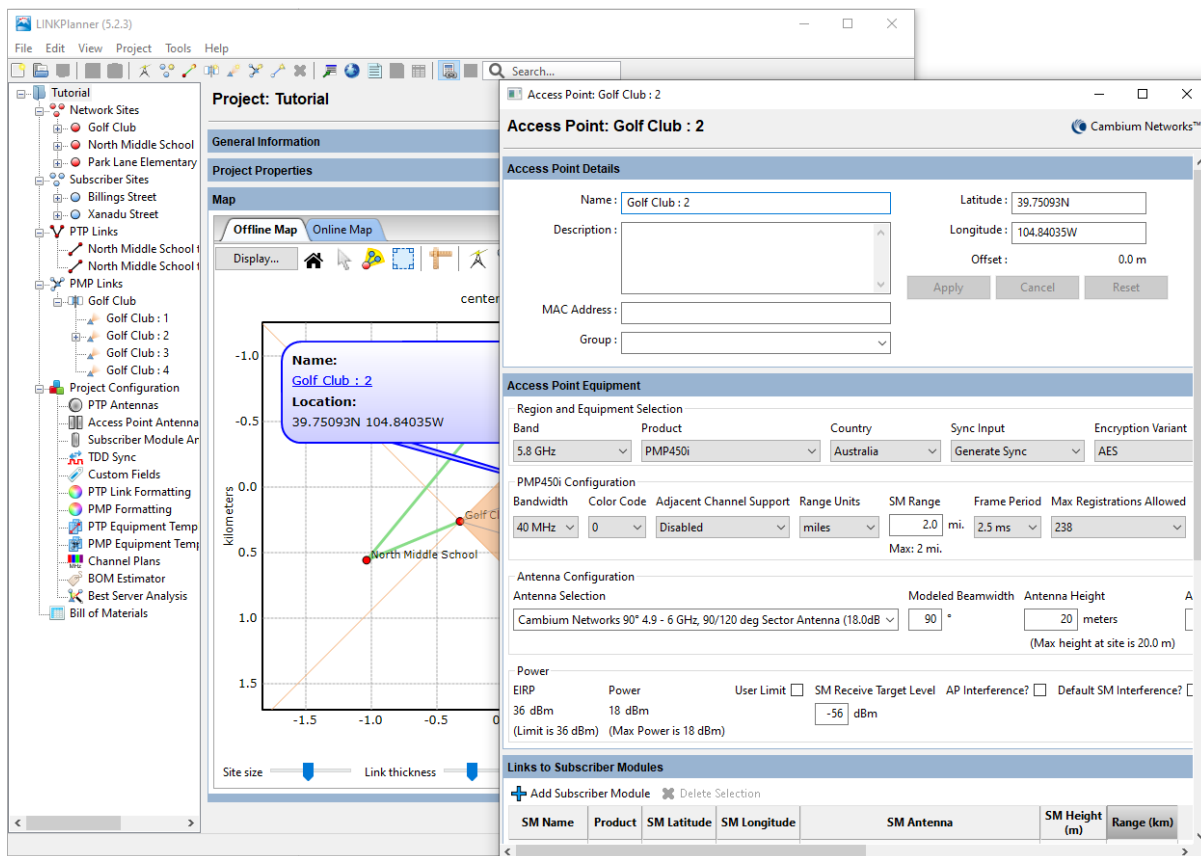 LINKPlanner (5.2.3)
File Edit View Project Tools Help
Search...
Tutorial
Network Sites
Golf Club
North Middle School
Park Lane Elementary
Subscriber Sites
Billings Street
Xanadu Street
PTP Links
North Middle School
North Middle School
PMP Links
Golf Club
Golf Club : 1
Golf Club : 2
Golf Club : 3
Golf Club : 4
Project Configuration
PTP Antennas
Access Point Antenna
Subscriber Module An
TDD Sync
Custom Fields
PTP Link Formatting
PMP Formatting
PTP Equipment Temp
PMP Equipment Temp
Channel Plans
BOM Estimator
Best Server Analysis
Bill of Materials
Project: Tutorial
General Information
Project Properties
Map
Offline Map Online Map
Display...
center
-1.0
-0.5
0.0
0.5
1.0
1.5
kilometers
Name:
Golf Club : 2
Location:
39.75093N 104.84035W
Golf Cl
North Middle School
-1.5 -1.0 -0.5 0
Site size Link thickness
Access Point: Golf Club : 2
Access Point: Golf Club : 2
Cambium Networks™
Access Point Details
Name : Golf Club : 2 Latitude : 39.75093N
Description : Longitude : 104.84035W
Offset : 0.0 m
Apply Cancel Reset
MAC Address :
Group :
Access Point Equipment
Region and Equipment Selection
Band Product Country Sync Input Encryption Variant
5.8 GHz PMP450i Australia Generate Sync AES
PMP450i Configuration
Bandwidth Color Code Adjacent Channel Support Range Units SM Range Frame Period Max Registrations Allowed
40 MHz 0 Disabled miles 2.0 mi. 2.5 ms 238
Max: 2 mi.
Antenna Configuration
Antenna Selection Modeled Beamwidth Antenna Height A
Cambium Networks 90° 4.9 - 6 GHz, 90/120 deg Sector Antenna (18.0dB 90 ° 20 meters
(Max height at site is 20.0 m)
Power
EIRP Power User Limit SM Receive Target Level AP Interference? Default SM Interference?
36 dBm 18 dBm -56 dBm
(Limit is 36 dBm) (Max Power is 18 dBm)
Links to Subscriber Modules
Add Subscriber Module Delete Selection
SM Name Product SM Latitude SM Longitude SM Antenna SM Height (m) Range (km)